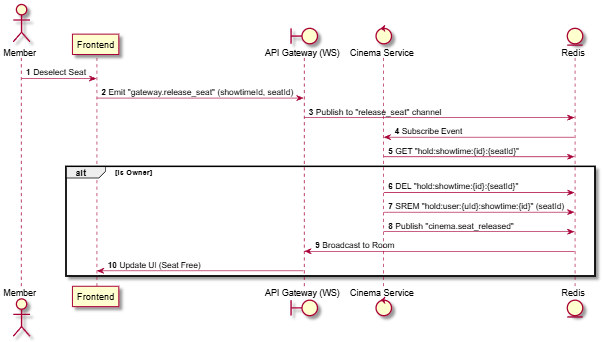 Member
Frontend
API Gateway (WS)
Cinema Service
Redis
1 Deselect Seat
2 Emit "gateway.release_seat" (showtimeId, seatId)
3 Publish to "release_seat" channel
4 Subscribe Event
5 GET "hold:showtime:{id}:{seatId}"
alt
[Is Owner]
6 DEL "hold:showtime:{id}:{seatId}"
7 SREM "hold:user:{uId}:showtime:{id}" (seatId)
8 Publish "cinema.seat_released"
9 Broadcast to Room
10 Update UI (Seat Free)
Member
Frontend
API Gateway (WS)
Cinema Service
Redis